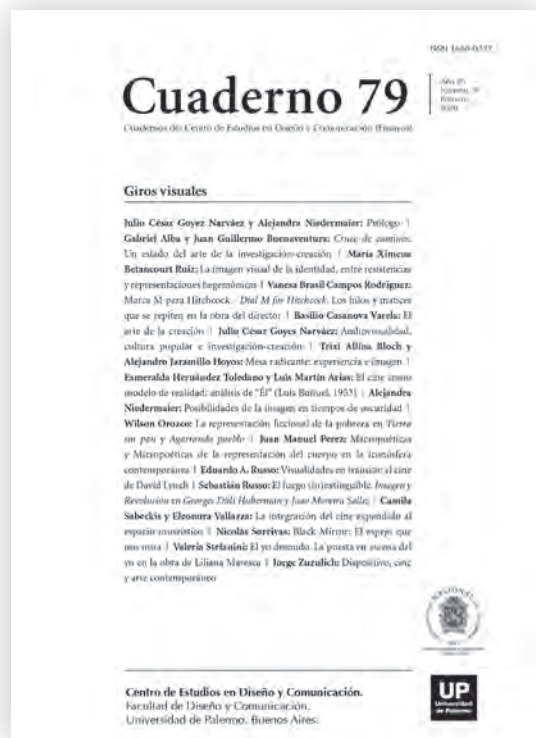 ISSN 1668-0227
Cuaderno 79
Cuadernos del Centro de Estudios en Diseño y Comunicación [Ensayos]
Año 20
Número 79
2020
Giros visuales
Julio César Goyez Narváez y Alejandra Niedermaier: Prólogo |
Gabriel Alba y Juan Guillermo Buenaventura: Cruce de caminos.
Un estado del arte de la investigación-creación | María Ximena
Betancourt Ruiz: La imagen visual de la identidad, entre resistencias
y representaciones hegemónicas | Vanesa Brasil Campos Rodríguez:
Marca M para Hitchcock - Dial M for Hitchcock. Los hilos y matices
que se repiten en la obra del director | Basilio Casanova Varela: El
arte de la creación | Julio César Goyes Narváez: Audiovisualidad,
cultura popular e investigación-creación | Trixi Allina Bloch y
Alejandro Jaramillo Hoyos: Mesa radicante: experiencia e imagen |
Esmeralda Hernández Toledano y Luis Martín Arias: El cine como
modelo de realidad: análisis de "Él" (Luis Buñuel, 1953) | Alejandra
Niedermaier: Posibilidades de la imagen en tiempos de oscuridad |
Wilson Orozco: La representación ficcional de la pobreza en Tierra
sin pan y Agarrando pueblo | Juan Manuel Perez: Macropoéticas
y Micropoéticas de la representación del cuerpo en la iconósfera
contemporánea | Eduardo A. Russo: Visualidades en transición: el cine
de David Lynch | Sebastián Russo: El fuego (in)extinguible. Imagen y
Revolución en Georges Didi Huberman y Joao Moreira Salles | Camila
Sabeckis y Eleonora Vallazza: La integración del cine expandido al
espacio museístico | Nicolás Sorrivas: Black Mirror: El espejo que
nos mira | Valeria Stefanini: El yo desnudo. La puesta en escena del
yo en la obra de Liliana Maresca | Jorge Zuzulich: Dispositivo, cine
y arte contemporáneo
NACIONAL
Centro de Estudios en Diseño y Comunicación.
Facultad de Diseño y Comunicación.
Universidad de Palermo. Buenos Aires.
UP
Universidad
de Palermo